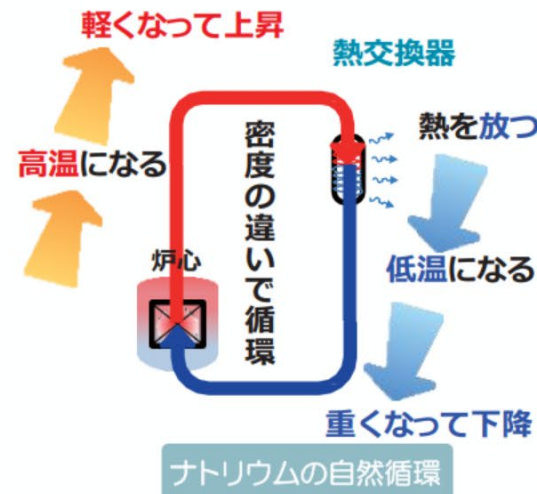 軽くなって上昇
熱交換器
熱を放つ
高温になる
密度の違いで循環
炉心
低温になる
重くなって下降
ナトリウムの自然循環